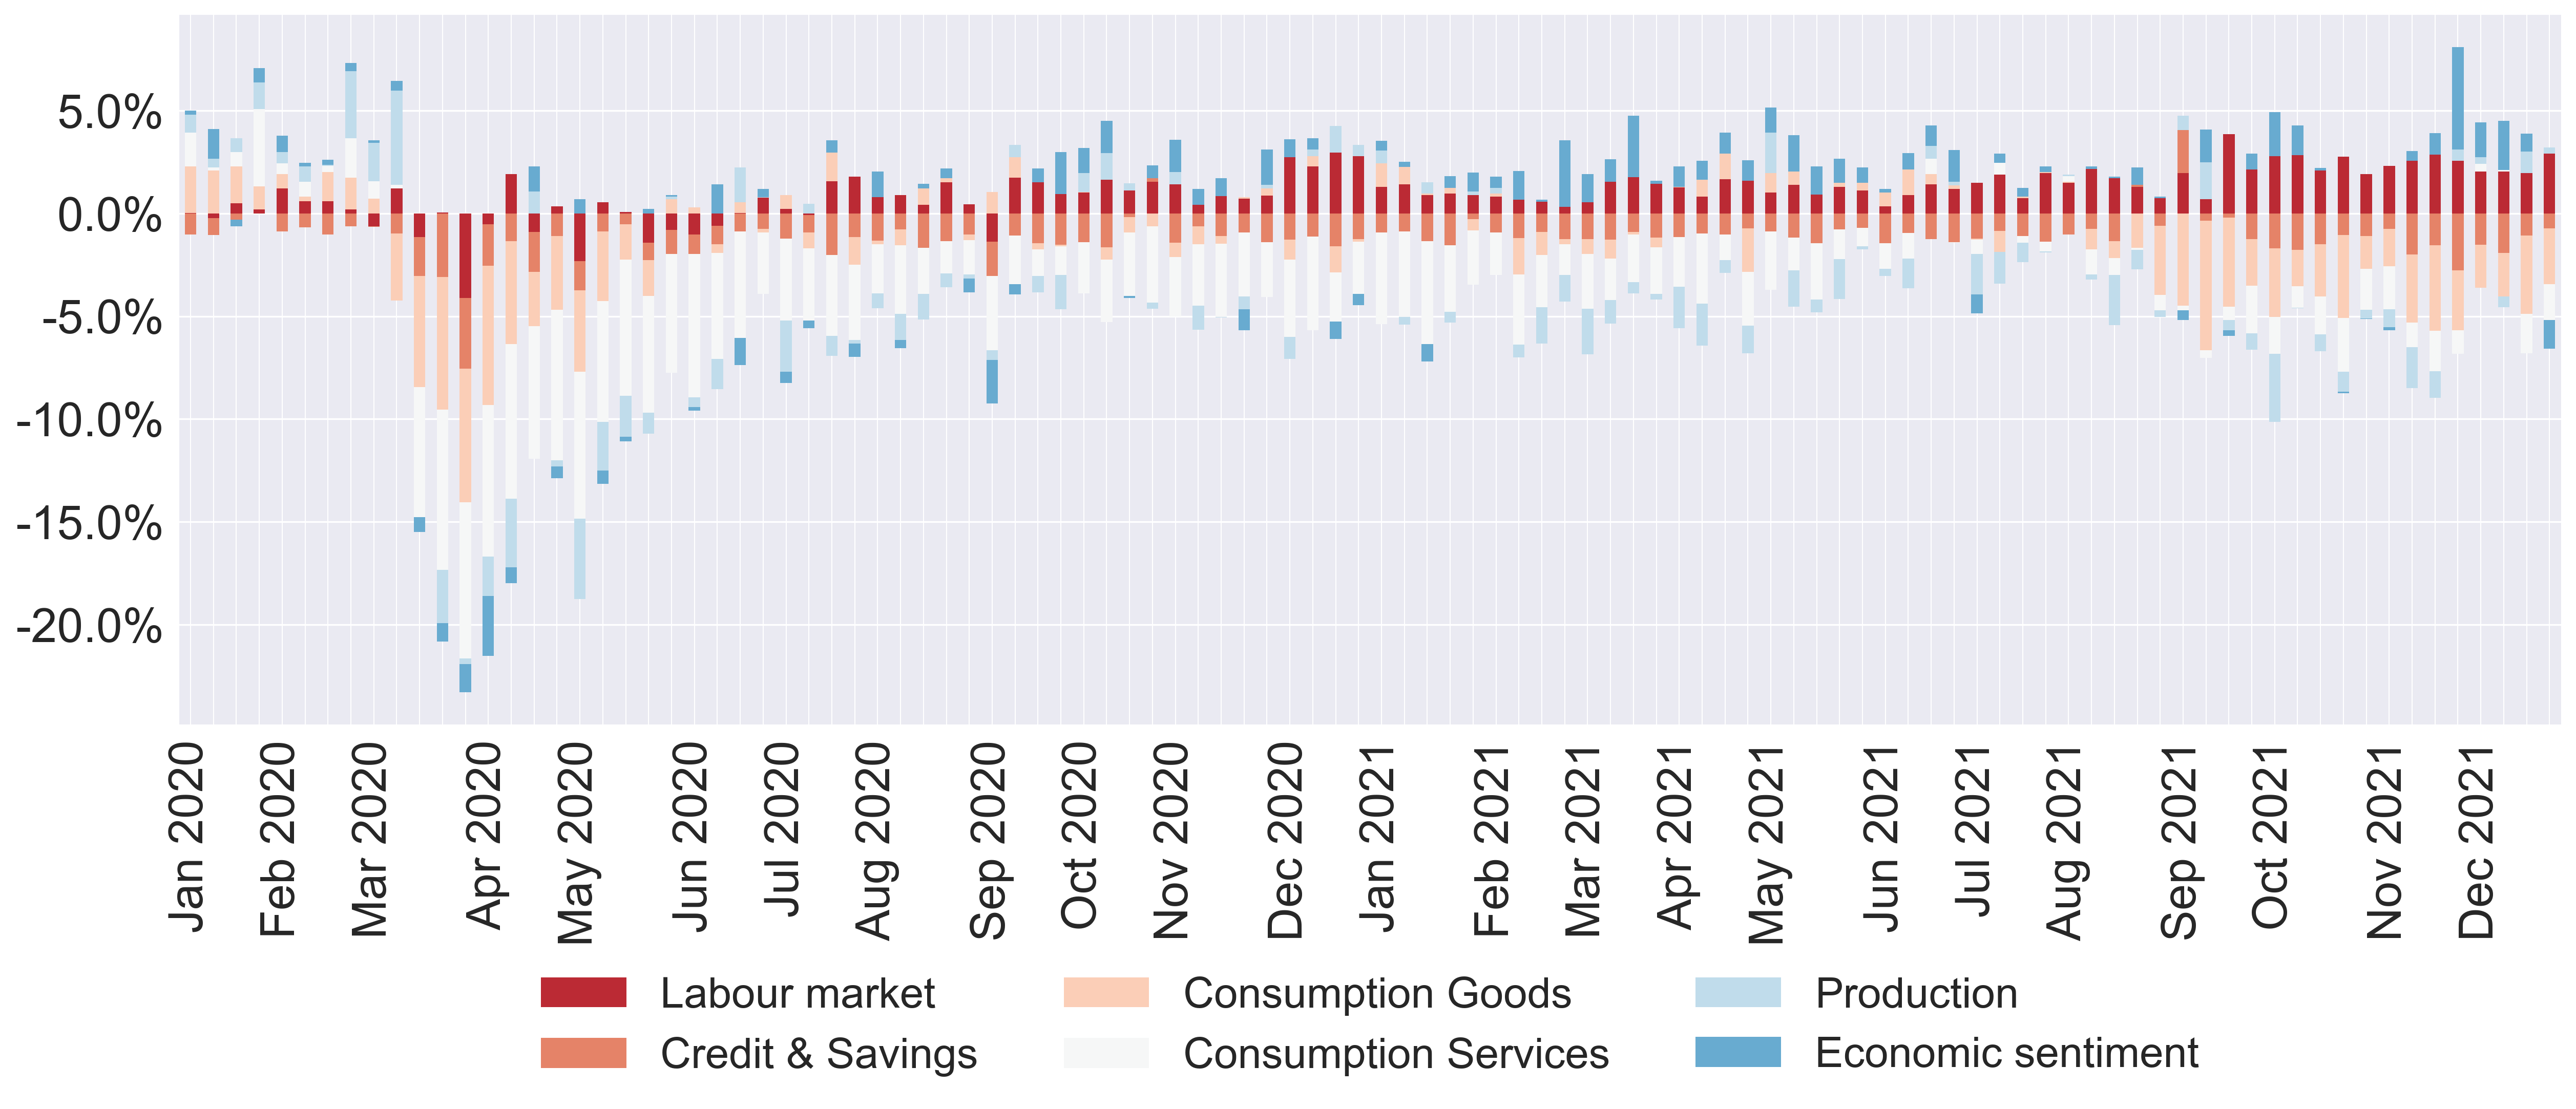 5.0%
0.0%
-5.0%
-10.0%
-15.0%
-20.0%
Jan 2020
Feb 2020
Mar 2020
Apr 2020
May 2020
Jun 2020
Jul 2020
Aug 2020
Sep 2020
Oct 2020
Nov 2020
Dec 2020
Jan 2021
Feb 2021
Mar 2021
Apr 2021
May 2021
Jun 2021
Jul 2021
Aug 2021
Sep 2021
Oct 2021
Nov 2021
Dec 2021
Labour market
Consumption Goods
Production
Credit & Savings
Consumption Services
Economic sentiment